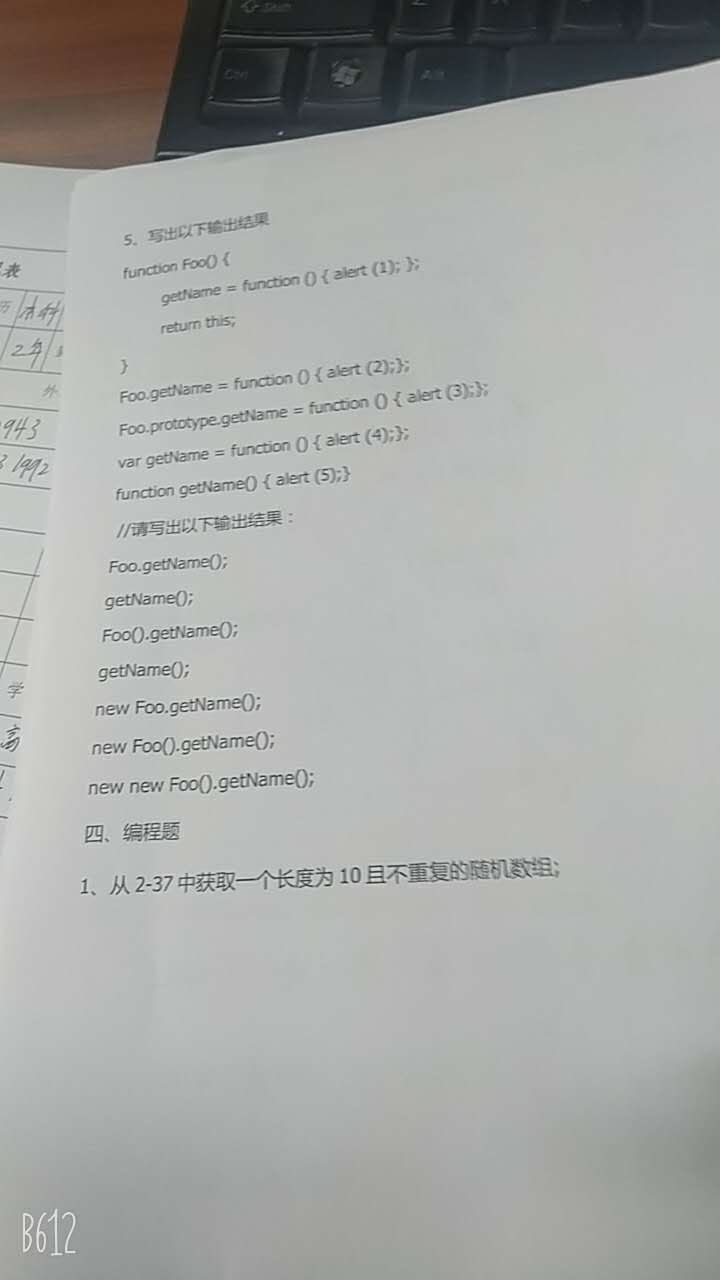 Shift
Ctrl
Alt
表
历
本科
2年
外
943
3 1992
学
高
5、写出以下输出结果
function Foo() {
getName = function () { alert (1); };
return this;
}
Foo.getName = function () { alert (2);};
Foo.prototype.getName = function () { alert (3);};
var getName = function () { alert (4);};
function getName() { alert (5);}
//请写出以下输出结果：
Foo.getName();
getName();
Foo().getName();
getName();
new Foo.getName();
new Foo().getName();
new new Foo().getName();
四、编程题
1、从 2-37 中获取一个长度为 10 且不重复的随机数组;
B612